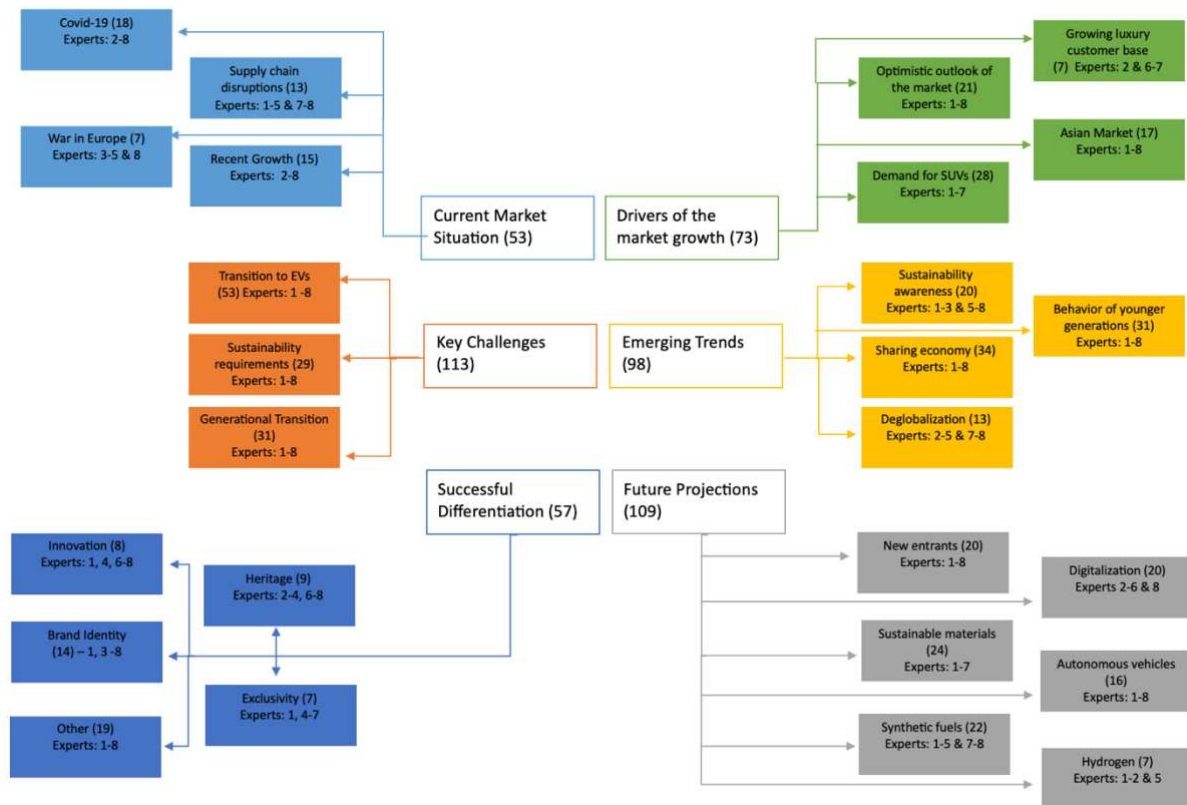 Covid-19 (18)
Experts: 2-8
Supply chain
disruptions (13)
Experts: 1-5 & 7-8
War in Europe (7)
Experts: 3-5 & 8
Recent Growth (15)
Experts: 2-8
Current Market
Situation (53)
Growing luxury
customer base
(7) Experts: 2 & 6-7
Optimistic outlook of
the market (21)
Experts: 1-8
Asian Market (17)
Experts: 1-8
Demand for SUVs (28)
Experts: 1-7
Drivers of the
market growth (73)
Transition to EVs
(53) Experts: 1 -8
Sustainability
requirements (29)
Experts: 1-8
Generational Transition
(31)
Experts: 1-8
Key Challenges
(113)
Emerging Trends
(98)
Sustainability
awareness (20)
Experts: 1-3 & 5-8
Behavior of younger
generations (31)
Experts: 1-8
Sharing economy (34)
Experts: 1-8
Deglobalization (13)
Experts: 2-5 & 7-8
Successful
Differentiation (57)
Future Projections
(109)
Innovation (8)
Experts: 1, 4, 6-8
Heritage (9)
Experts: 2-4, 6-8
Brand Identity
(14) – 1, 3 -8
Exclusivity (7)
Experts: 1, 4-7
Other (19)
Experts: 1-8
New entrants (20)
Experts: 1-8
Digitalization (20)
Experts 2-6 & 8
Sustainable materials
(24)
Experts: 1-7
Autonomous vehicles
(16)
Experts: 1-8
Synthetic fuels (22)
Experts: 1-5 & 7-8
Hydrogen (7)
Experts: 1-2 & 5